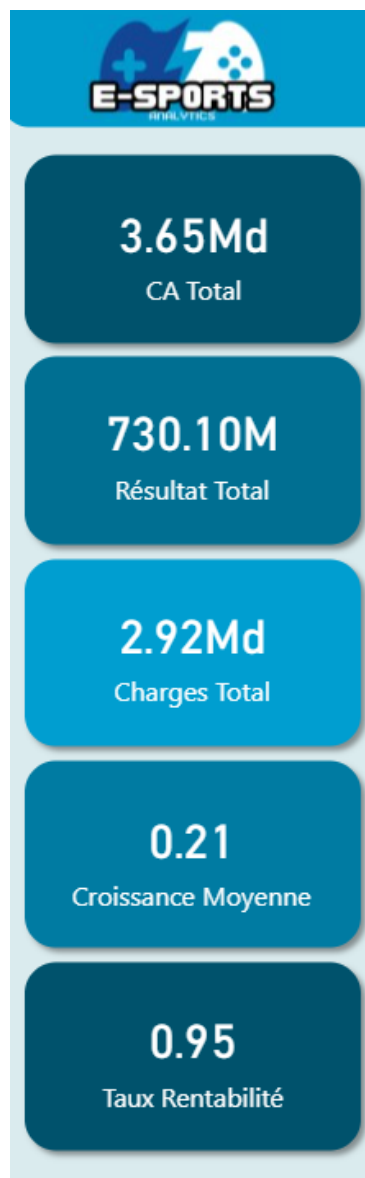 E-SPORTS
ANALYTICS
3.65Md
CA Total
730.10M
Résultat Total
2.92Md
Charges Total
0.21
Croissance Moyenne
0.95
Taux Rentabilité